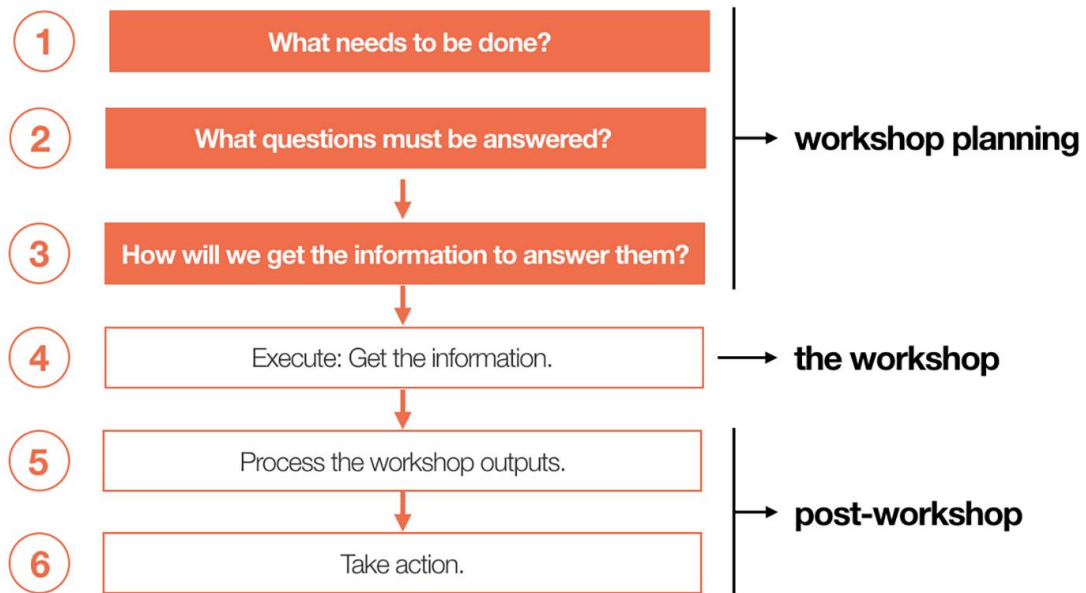 1
What needs to be done?
2
What questions must be answered?
workshop planning
3
How will we get the information to answer them?
4
Execute: Get the information.
the workshop
5
Process the workshop outputs.
post-workshop
6
Take action.